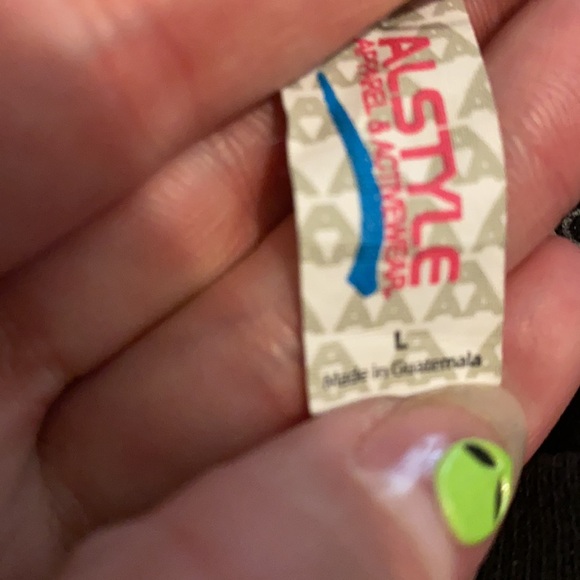 ALSTYLE
APPAREL & ACTIVEWEAR
L
Made in Guatemala